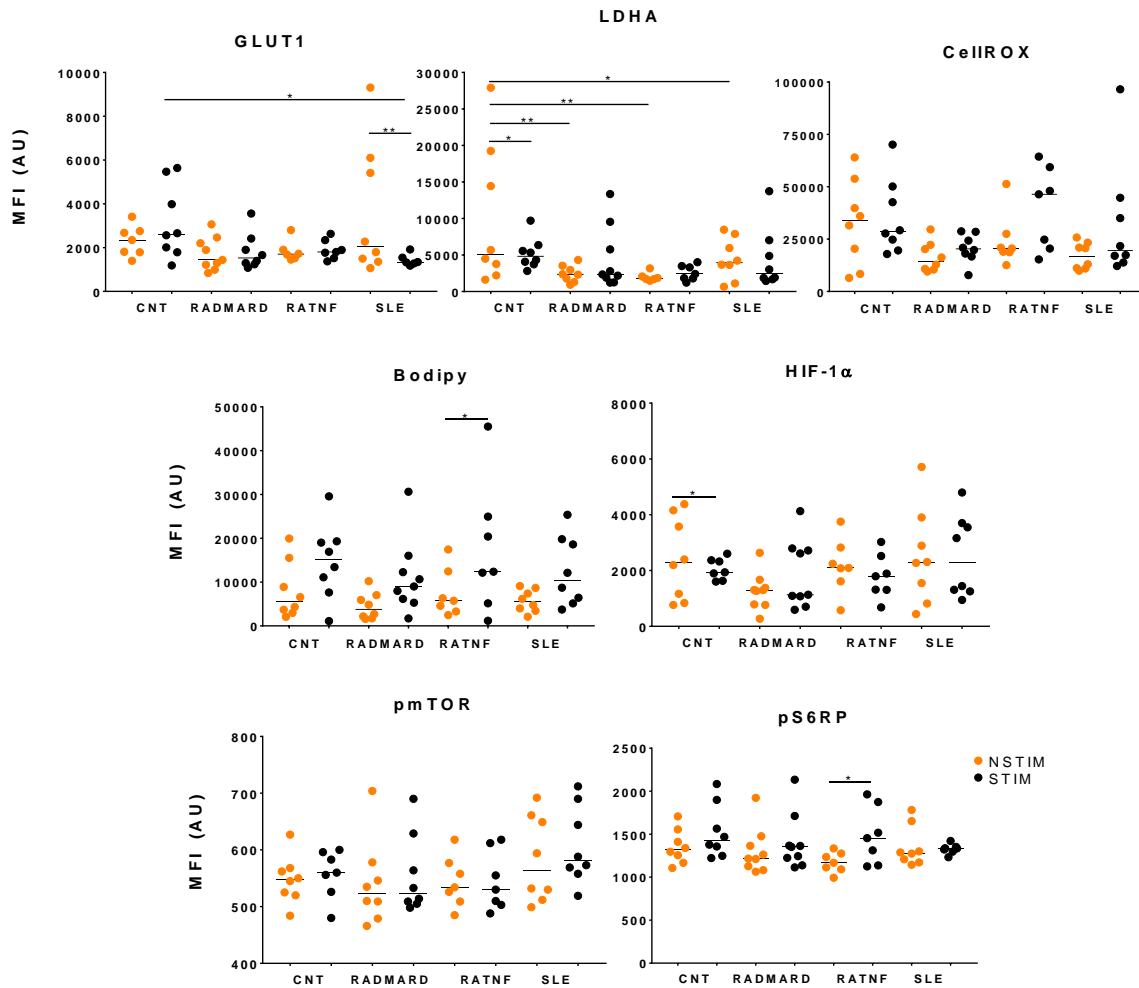 LDHA
GLUT1
CellROX
MFI (AU)
10000
8000
6000
4000
2000
0
*
**
CNT RADMARD RATNF SLE
30000
25000
20000
15000
10000
5000
0
*
**
**
*
CNT RADMARD RATNF SLE
100000
75000
50000
25000
0
CNT RADMARD RATNF SLE
Bodipy
HIF-1α
MFI (AU)
50000
40000
30000
20000
10000
0
*
CNT RADMARD RATNF SLE
8000
6000
4000
2000
0
*
CNT RADMARD RATNF SLE
pmTOR
pS6RP
MFI (AU)
800
700
600
500
400
CNT RADMARD RATNF SLE
2500
2000
1500
1000
500
0
*
CNT RADMARD RATNF SLE
NSTIM
STIM